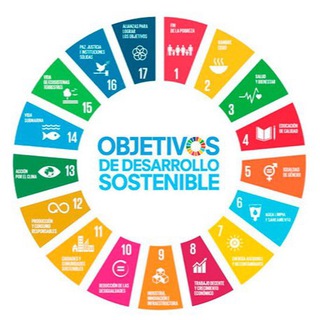 OBJETIVOS
DE DESARROLLO
SOSTENIBLE
1
FIN
DE LA POBREZA
2
HAMBRE
CERO
3
SALUD
Y BIENESTAR
4
EDUCACIÓN
DE CALIDAD
5
IGUALDAD
DE GÉNERO
6
AGUA LIMPIA
Y SANEAMIENTO
7
ENERGÍA ASEQUIBLE
Y NO CONTAMINANTE
8
TRABAJO DECENTE
Y CRECIMIENTO
ECONÓMICO
9
INDUSTRIA,
INNOVACIÓN E
INFRAESTRUCTURA
10
REDUCCIÓN DE LAS
DESIGUALDADES
11
CIUDADES Y
COMUNIDADES
SOSTENIBLES
12
PRODUCCIÓN
Y CONSUMO
RESPONSABLES
13
ACCIÓN
POR EL CLIMA
14
VIDA
SUBMARINA
15
VIDA
DE ECOSISTEMAS
TERRESTRES
16
PAZ, JUSTICIA
E INSTITUCIONES
SÓLIDAS
17
ALIANZAS PARA
LOGRAR
LOS OBJETIVOS